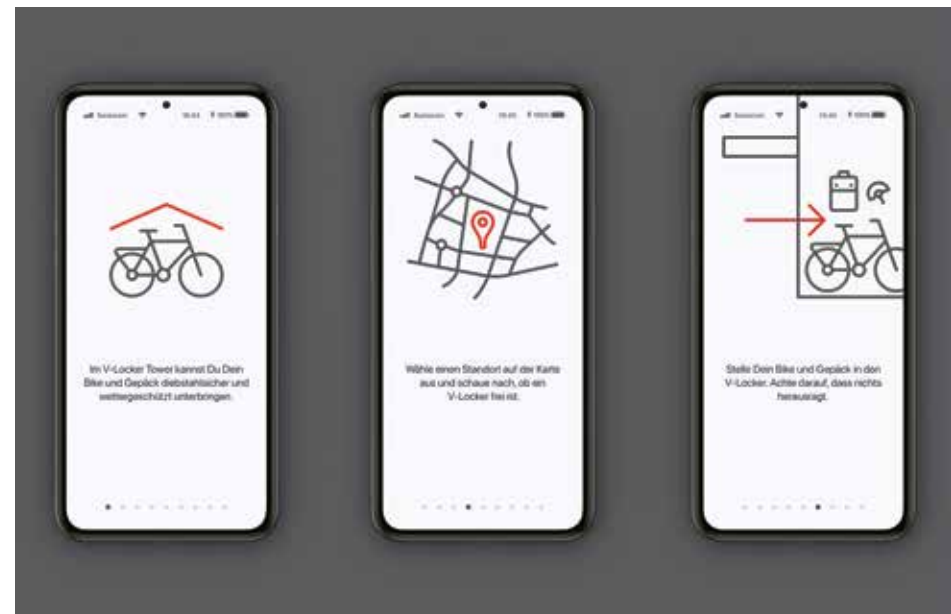 Im V-Locker Tower kannst Du Dein
Bike und Gepäck diebstahlsicher und
wettergeschützt unterbringen.
Wähle einen Standort auf der Karte
aus und schaue nach, ob ein
V-Locker frei ist.
Stelle Dein Bike und Gepäck in den
V-Locker. Achte darauf, dass nichts
herausragt.